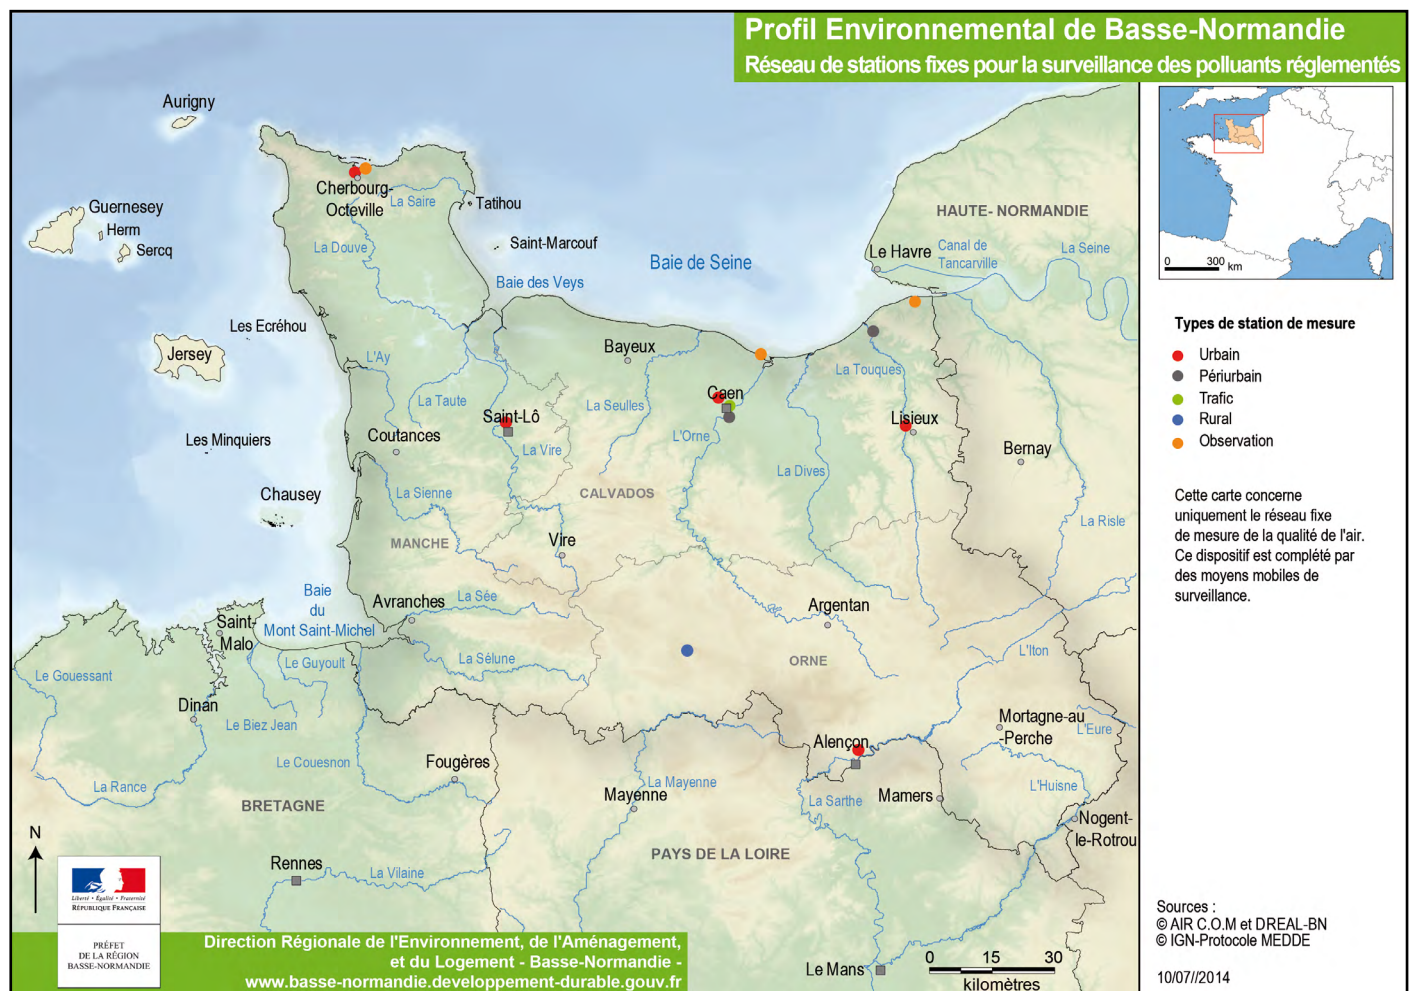 Profil Environnemental de Basse-Normandie
Réseau de stations fixes pour la surveillance des polluants réglementés
Aurigny
Cherbourg-
Octeville
La Saire
Tatihou
Guernesey
Herm
Sercq
La Douve
Saint-Marcouf
Baie de Seine
Baie des Veys
HAUTE- NORMANDIE
Le Havre
Canal de
Tancarville
La Seine
Les Ecréhou
Jersey
L'Ay
Bayeux
La Touques
La Taute
Saint-Lô
La Seulles
Caen
Lisieux
Les Minquiers
Coutances
La Vire
L'Orne
La Dives
Bernay
Chausey
La Sienne
CALVADOS
La Risle
MANCHE
Vire
Baie
du
Mont Saint-Michel
Avranches
La Sée
Argentan
Saint-
Malo
Le Guyoult
La Sélune
ORNE
L'Iton
Le Gouessant
Dinan
Le Biez Jean
Mortagne-au
-Perche
L'Eure
Alençon
Le Couesnon
Fougères
La Rance
La Mayenne
Mayenne
La Sarthe
Mamers
L'Huisne
BRETAGNE
Nogent-
le-Rotrou
N
Rennes
La Vilaine
PAYS DE LA LOIRE
Le Mans
0 15 30
kilomètres
Liberté • Égalité • Fraternité
RÉPUBLIQUE FRANÇAISE
PRÉFET
DE LA RÉGION
BASSE-NORMANDIE
Direction Régionale de l'Environnement, de l'Aménagement,
et du Logement - Basse-Normandie -
www.basse-normandie.developpement-durable.gouv.fr
0 300 km
Types de station de mesure
Urbain
Périurbain
Trafic
Rural
Observation
Cette carte concerne
uniquement le réseau fixe
de mesure de la qualité de l'air.
Ce dispositif est complété par
des moyens mobiles de
surveillance.
Sources :
© AIR C.O.M et DREAL-BN
© IGN-Protocole MEDDE
10/07//2014